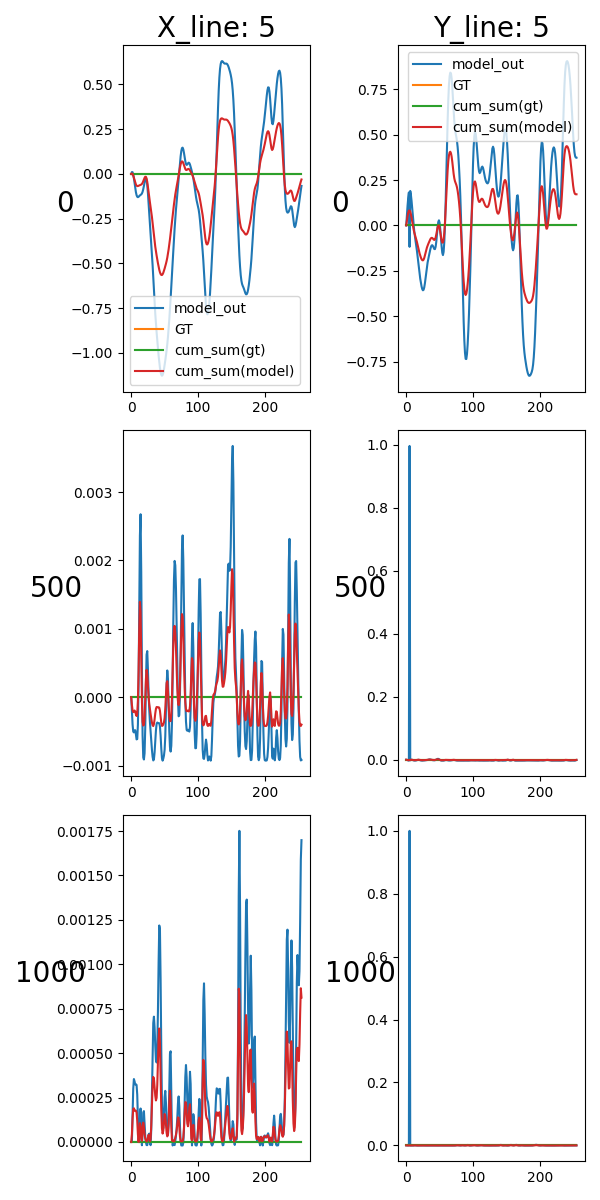 X_line: 5
Y_line: 5
0
0.50
0.25
0.00
−0.25
−0.50
−0.75
−1.00
model_out
GT
cum_sum(gt)
cum_sum(model)
0 100 200
0
0.75
0.50
0.25
0.00
−0.25
−0.50
−0.75
model_out
GT
cum_sum(gt)
cum_sum(model)
0 100 200
500
0.003
0.002
0.001
0.000
−0.001
0 100 200
500
1.0
0.8
0.6
0.4
0.2
0.0
0 100 200
1000
0.00175
0.00150
0.00125
0.00100
0.00075
0.00050
0.00025
0.00000
0 100 200
1000
1.0
0.8
0.6
0.4
0.2
0.0
0 100 200